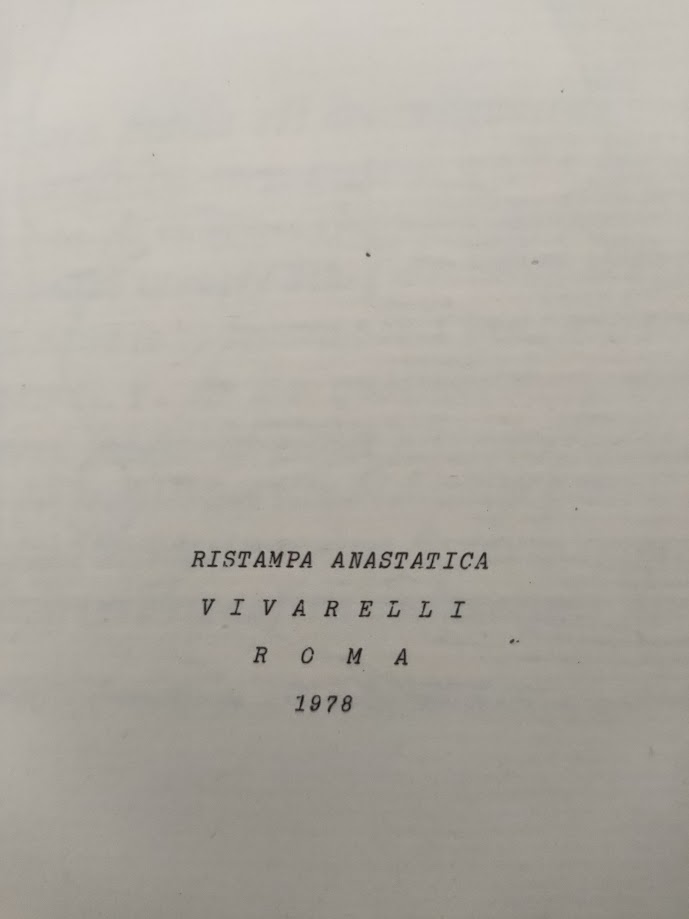 RISTAMPA ANASTATICA
V I V A R E L L I
R O M A
1978